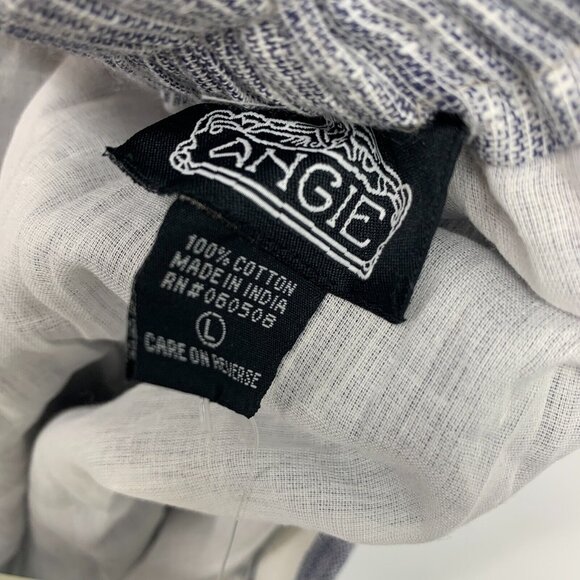 ANGIE
100% COTTON
MADE IN INDIA
RN# 060508
L
CARE ON REVERSE